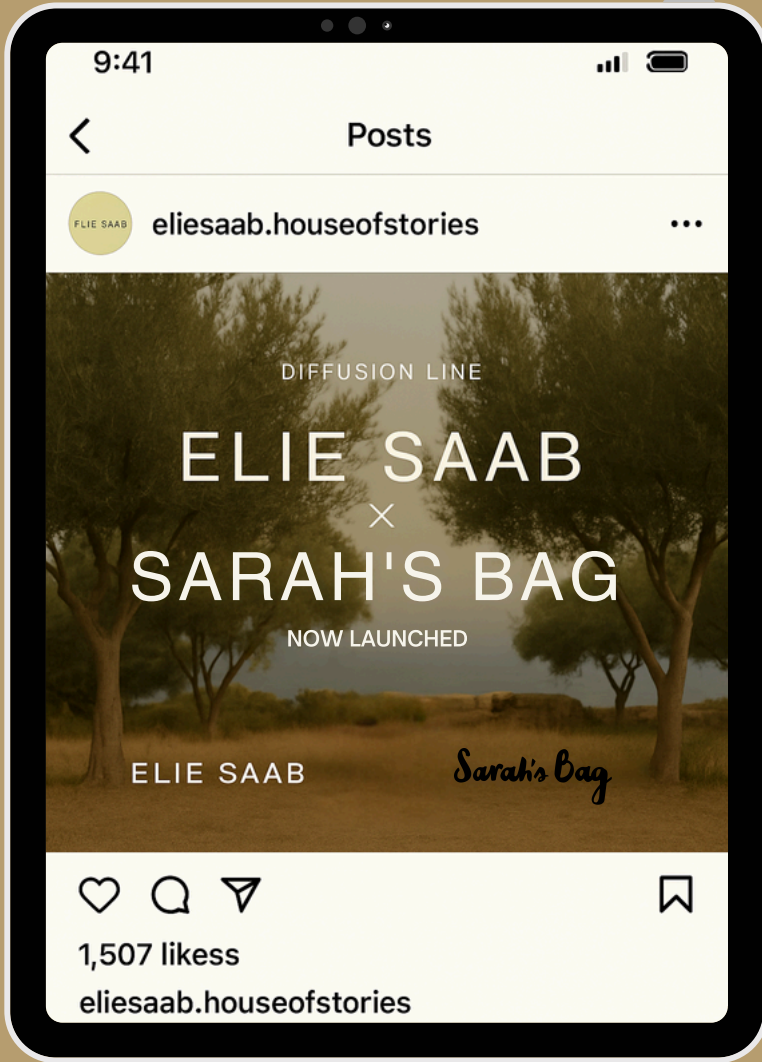 9:41
Posts
ELIE SAAB
eliesaab.houseofstories
DIFFUSION LINE
ELIE SAAB
×
SARAH'S BAG
NOW LAUNCHED
ELIE SAAB
Sarah's Bag
1,507 likess
eliesaab.houseofstories